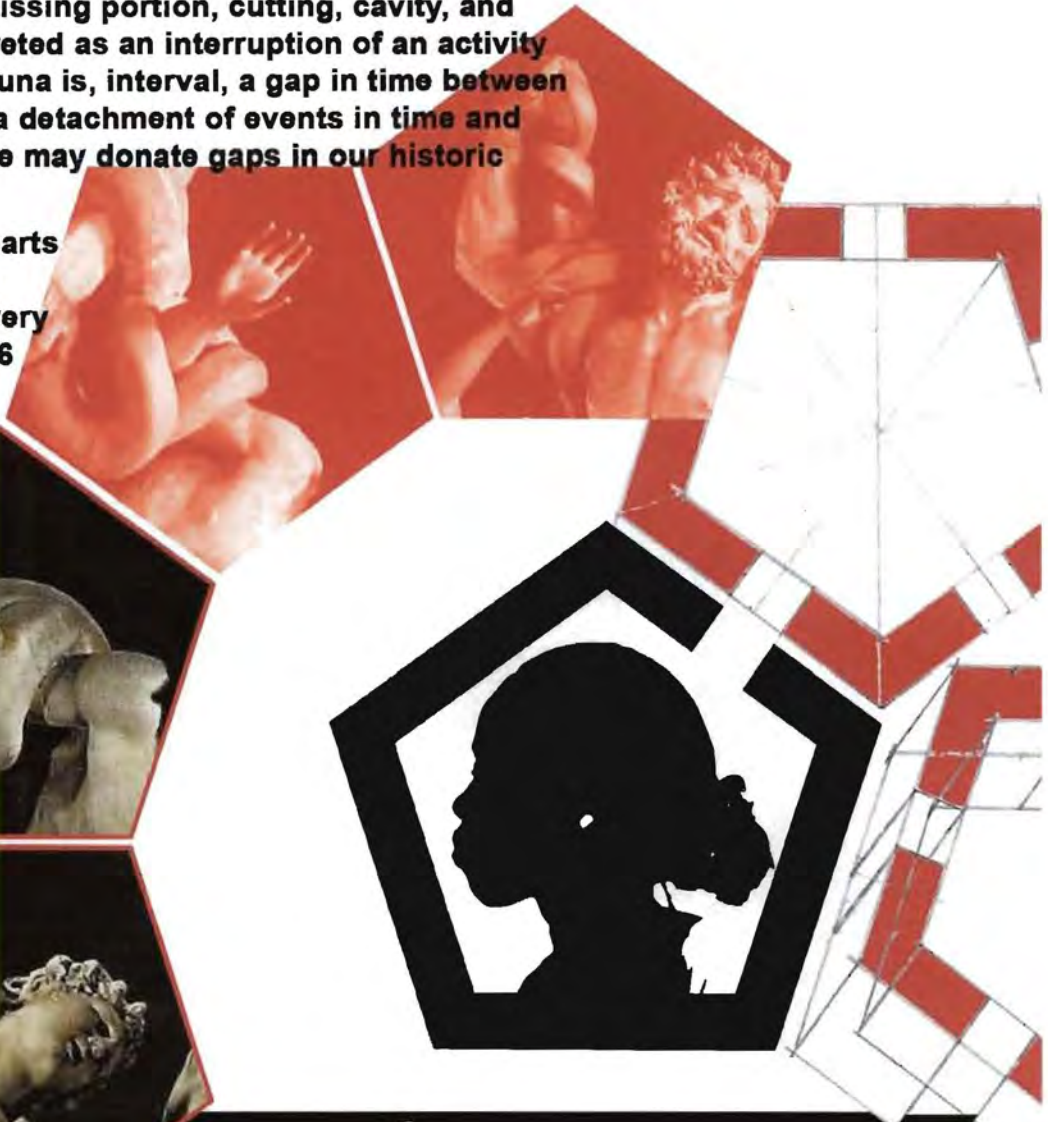 issing portion, cutting, cavity, and
eted as an interruption of an activity
una is, interval, a gap in time between
a detachment of events in time and
e may donate gaps in our historic
arts
ery
6